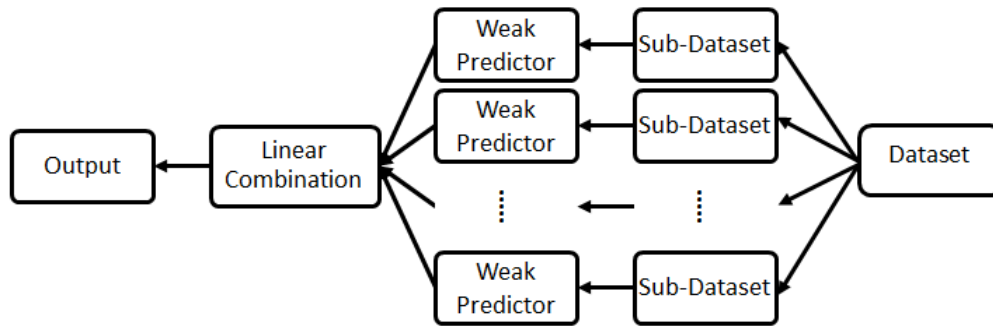 Weak
Predictor
Sub-Dataset
Weak
Predictor
Sub-Dataset
Output
Linear
Combination
Dataset
Weak
Predictor
Sub-Dataset